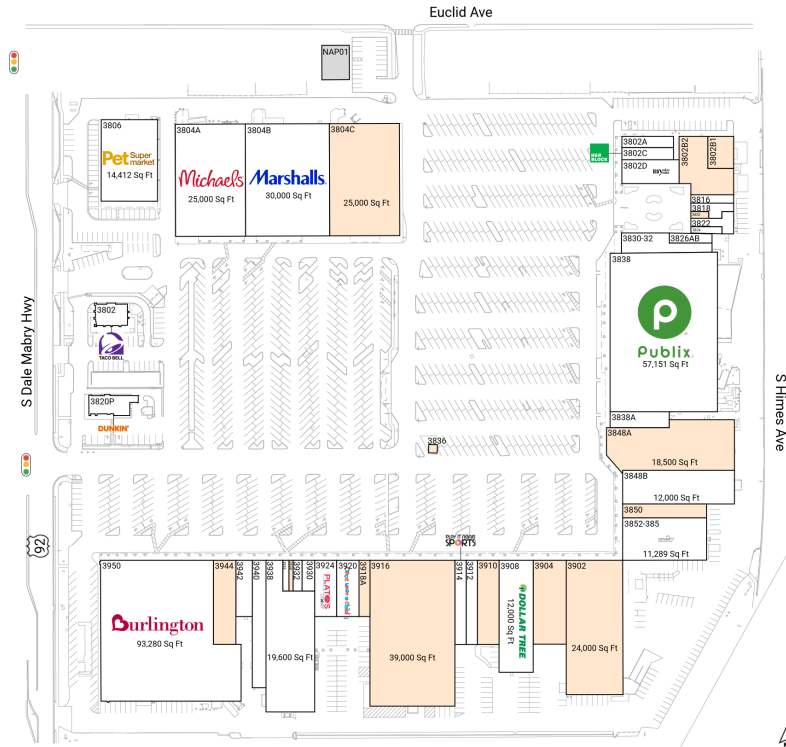 Euclid Ave
NAP01
3806
Pet Super
market
14,412 Sq Ft
3804A
Michaels
25,000 Sq Ft
3804B
Marshalls
30,000 Sq Ft
3804C
25,000 Sq Ft
H&R
BLOCK
3802A
3802C
3802D
3802B2
3802B1
3816
3818
3822
3830-32
3826AB
3838
Publix
57,151 Sq Ft
S Dale Mabry Hwy
3802
TACO BELL
3820P
DUNKIN'
S Himes Ave
3836
3838A
3848A
18,500 Sq Ft
3848B
12,000 Sq Ft
3850
3852-385
11,289 Sq Ft
92
PLAY IT AGAIN
SPORTS
3950
Burlington
93,280 Sq Ft
3944
3942
3940
3938
19,600 Sq Ft
3932
3930
3924
PLATO'S
3920
once upon a child
3918A
3916
39,000 Sq Ft
3914
3912
3910
3908
DOLLAR TREE
12,000 Sq Ft
3904
3902
24,000 Sq Ft